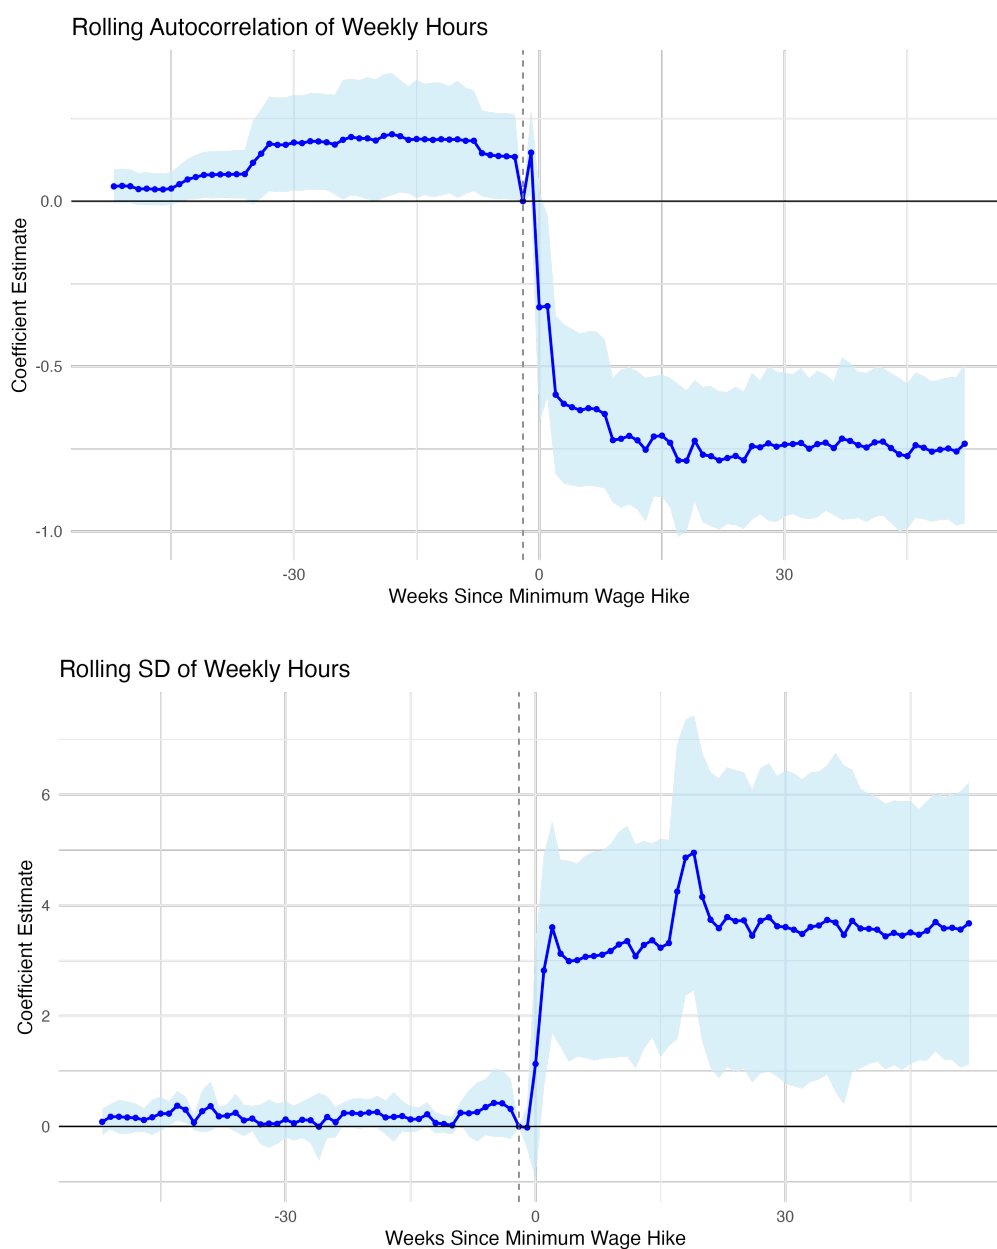 Rolling Autocorrelation of Weekly Hours
Coefficient Estimate
0.0
-0.5
-1.0
-30 0 30
Weeks Since Minimum Wage Hike
Rolling SD of Weekly Hours
Coefficient Estimate
6
4
2
0
-30 0 30
Weeks Since Minimum Wage Hike